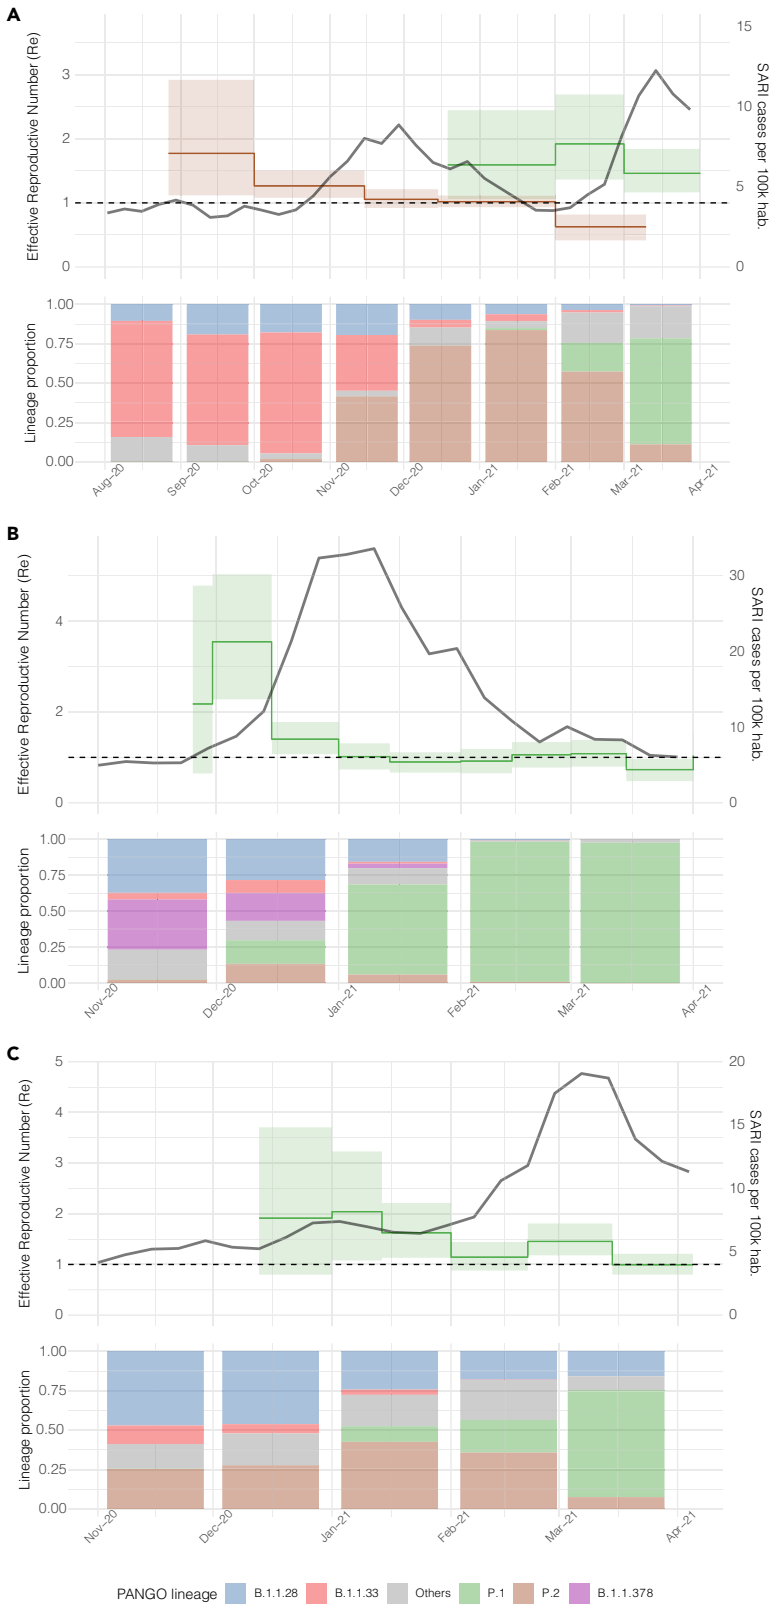 A
Effective Reproductive Number (Re)
3
2
1
0
15
10
5
0
SARI cases per 100k hab.
Lineage proportion
1.00
0.75
0.50
0.25
0.00
Aug–20
Sep–20
Oct–20
Nov–20
Dec–20
Jan–21
Feb–21
Mar–21
Apr–21
B
Effective Reproductive Number (Re)
4
2
0
30
20
10
0
SARI cases per 100k hab.
Lineage proportion
1.00
0.75
0.50
0.25
0.00
Nov–20
Dec–20
Jan–21
Feb–21
Mar–21
Apr–21
C
Effective Reproductive Number (Re)
5
4
3
2
1
0
20
15
10
5
0
SARI cases per 100k hab.
Lineage proportion
1.00
0.75
0.50
0.25
0.00
Nov–20
Dec–20
Jan–21
Feb–21
Mar–21
Apr–21
PANGO lineage B.1.1.28 B.1.1.33 Others P.1 P.2 B.1.1.378